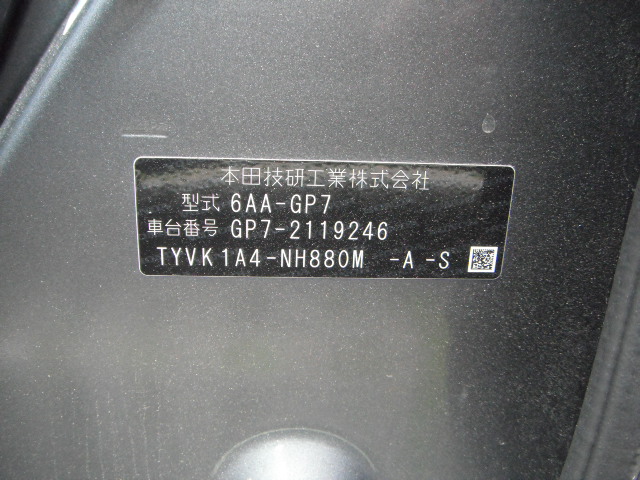 本田技研工業株式会社
型式 6AA-GP7
車台番号 GP7-2119246
TYVK1A4-NH880M -A-S